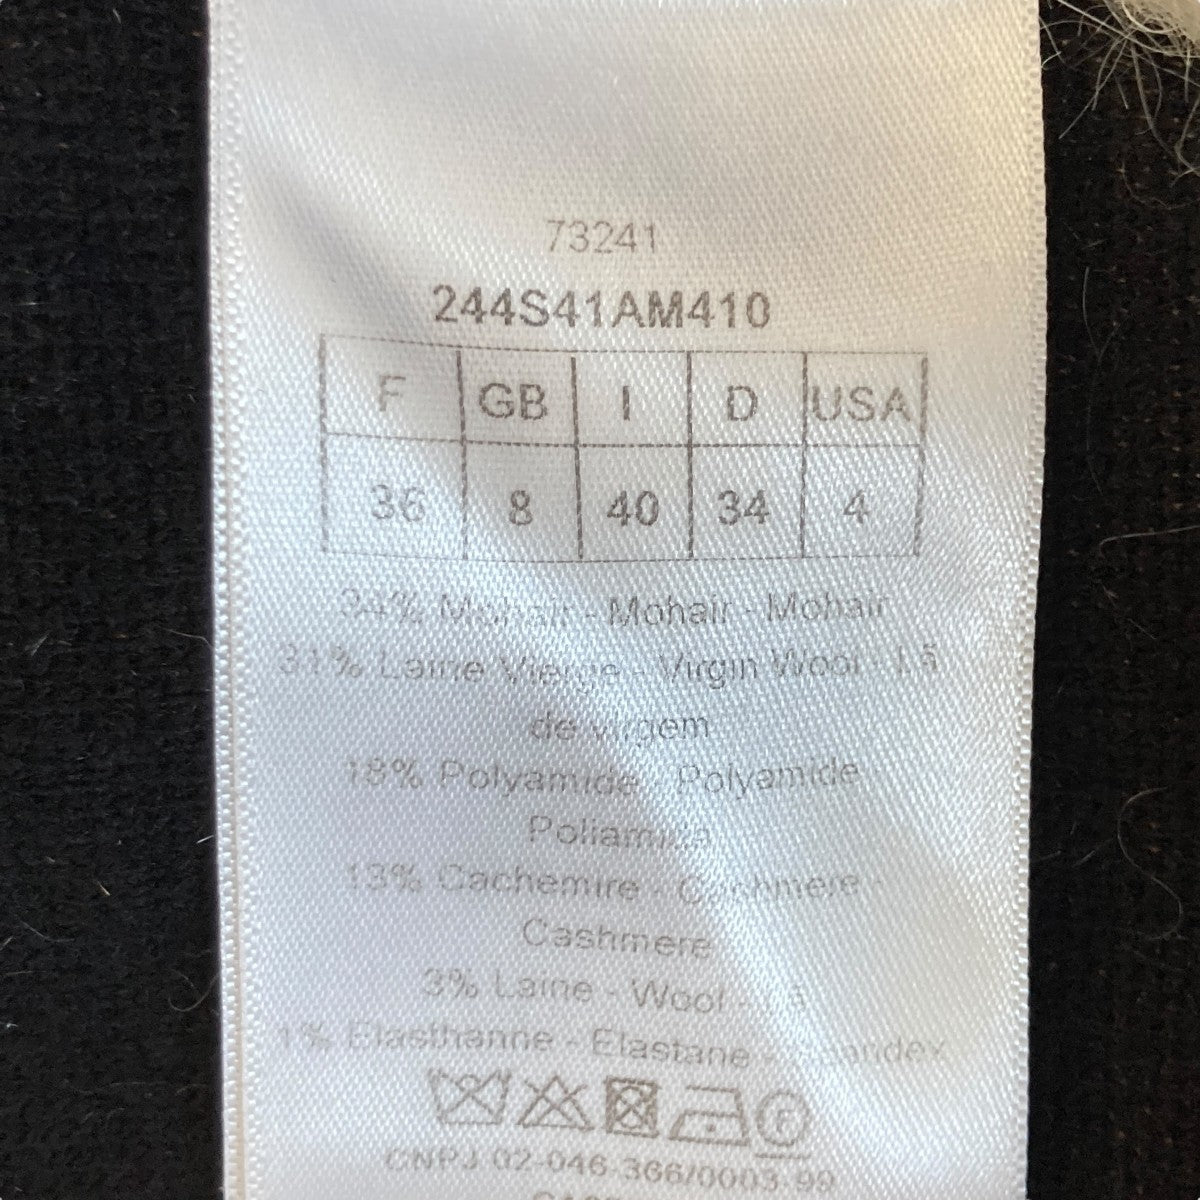 73241
244S41AM410
F GB I D USA
36 8 40 34 4
34% Mohair - Mohair - Mohair
31% Laine Vierge - Virgin Wool - Lã
de virgem
18% Polyamide - Polyamide -
Poliamida
13% Cachemire - Cashmere -
Cashmere
3% Laine - Wool - Lã
1% Elasthanne - Elastane -
F
CNPJ 02-046 366/0003-99